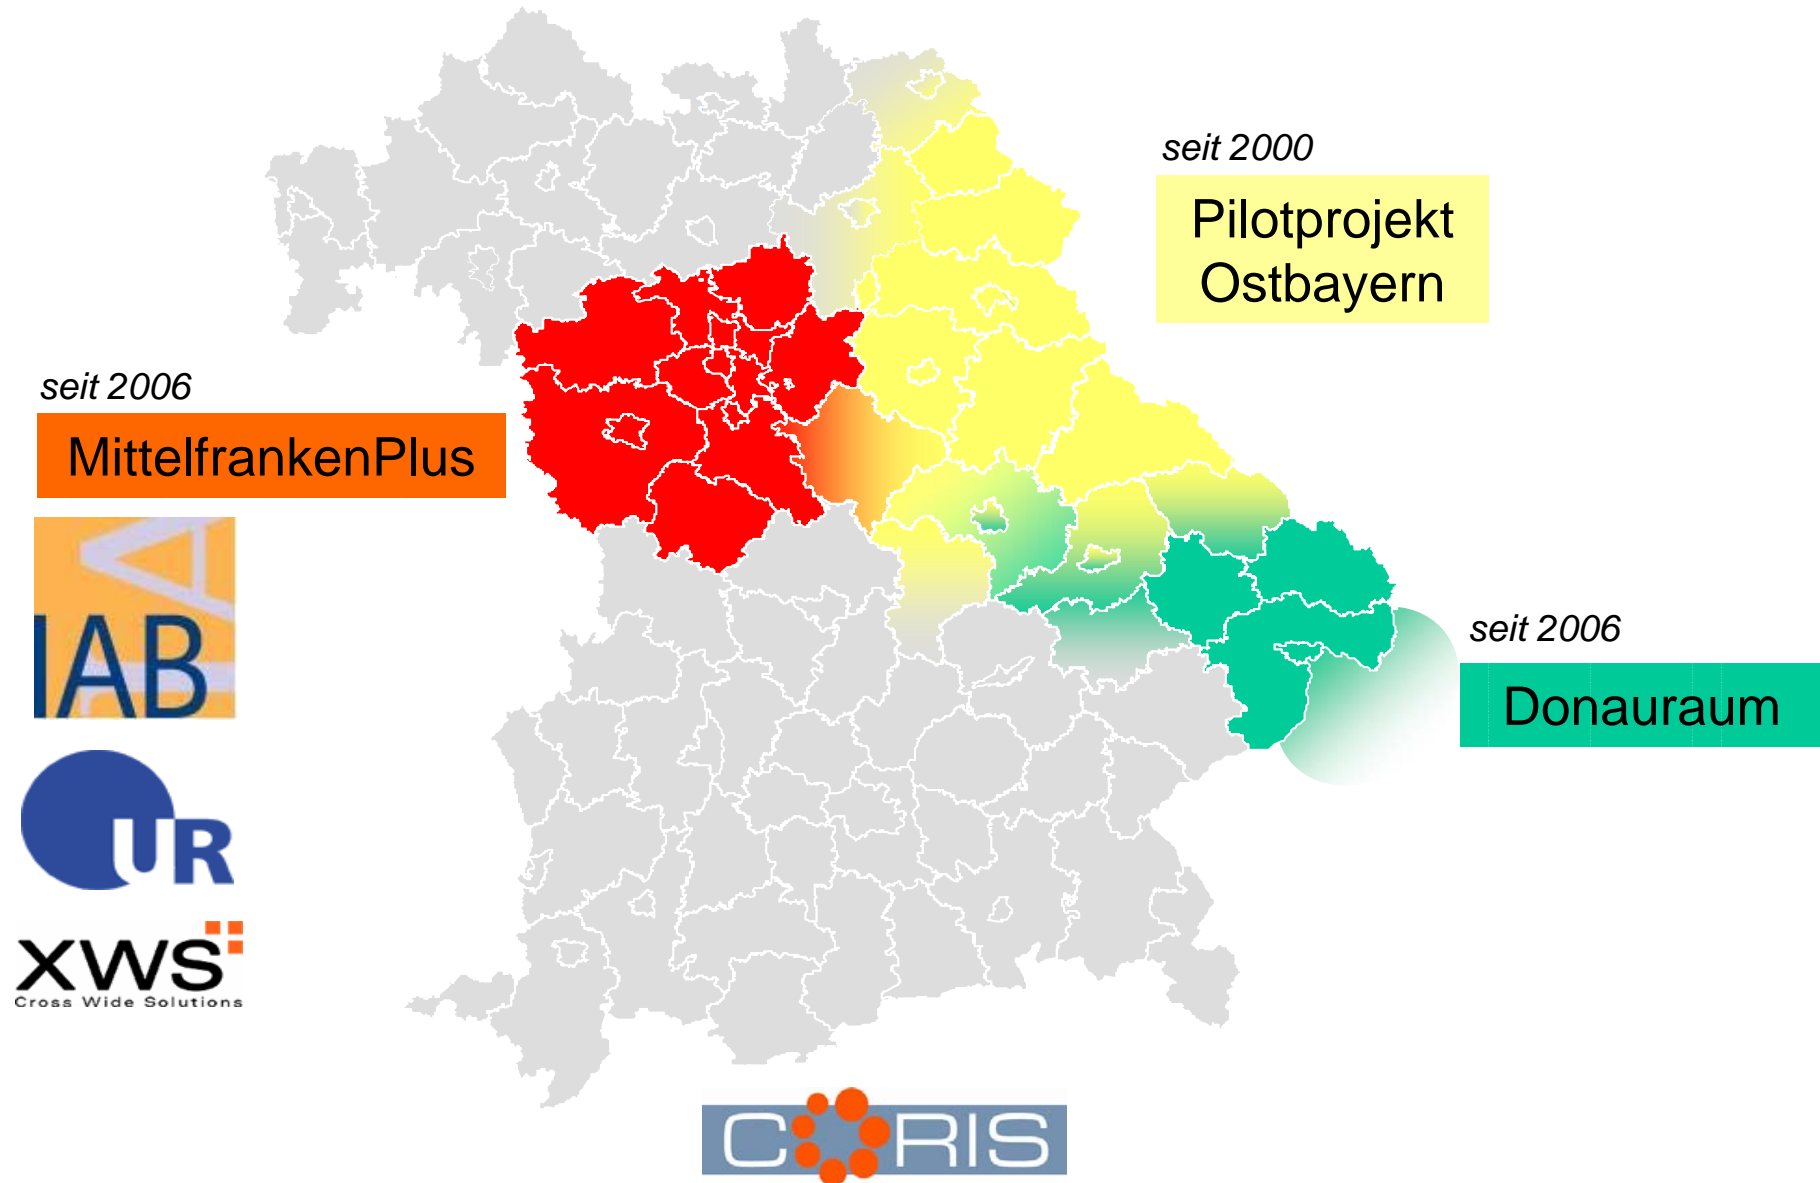 seit 2000
Pilotprojekt
Ostbayern
seit 2006
MittelfrankenPlus
IAB
UR
XWS
Cross Wide Solutions
seit 2006
Donauraum
CORIS